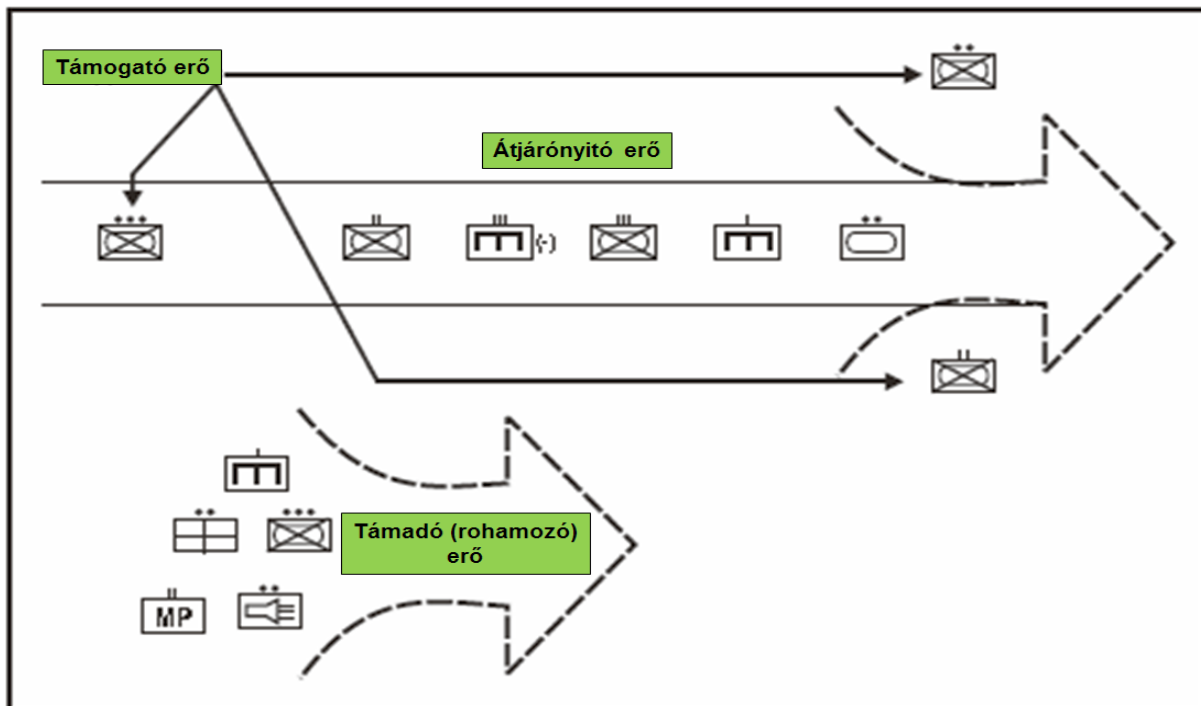 Támogató erő
Átjárónyitó erő
(-)
Támadó (rohamozó)
erő
MP